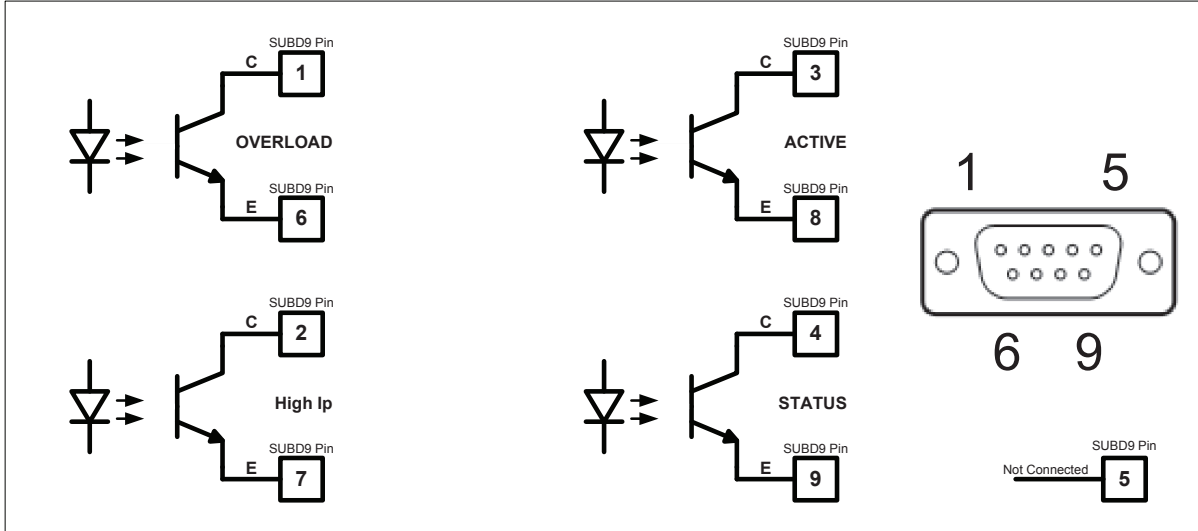 SUBD9 Pin
C
1
OVERLOAD
SUBD9 Pin
E
6
SUBD9 Pin
C
3
ACTIVE
SUBD9 Pin
E
8
SUBD9 Pin
C
2
High Ip
SUBD9 Pin
E
7
SUBD9 Pin
C
4
STATUS
SUBD9 Pin
E
9
1 5
6 9
SUBD9 Pin
Not Connected
5